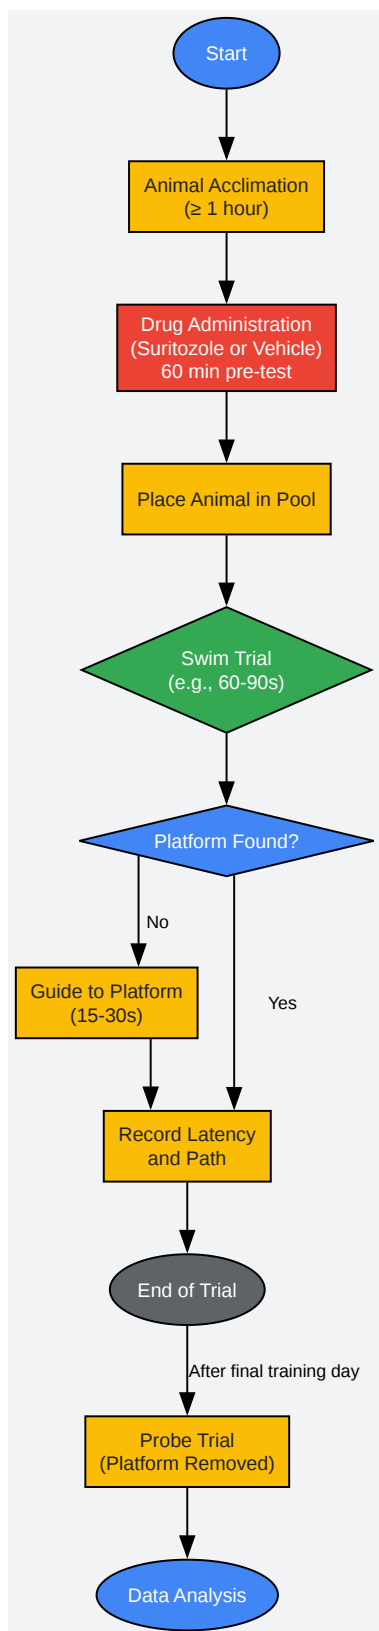 Start
Animal Acclimation
(≥ 1 hour)
Drug Administration
(Suritozole or Vehicle)
60 min pre-test
Place Animal in Pool
Swim Trial
(e.g., 60-90s)
Platform Found?
No
Guide to Platform
(15-30s)
Yes
Record Latency
and Path
End of Trial
After final training day
Probe Trial
(Platform Removed)
Data Analysis